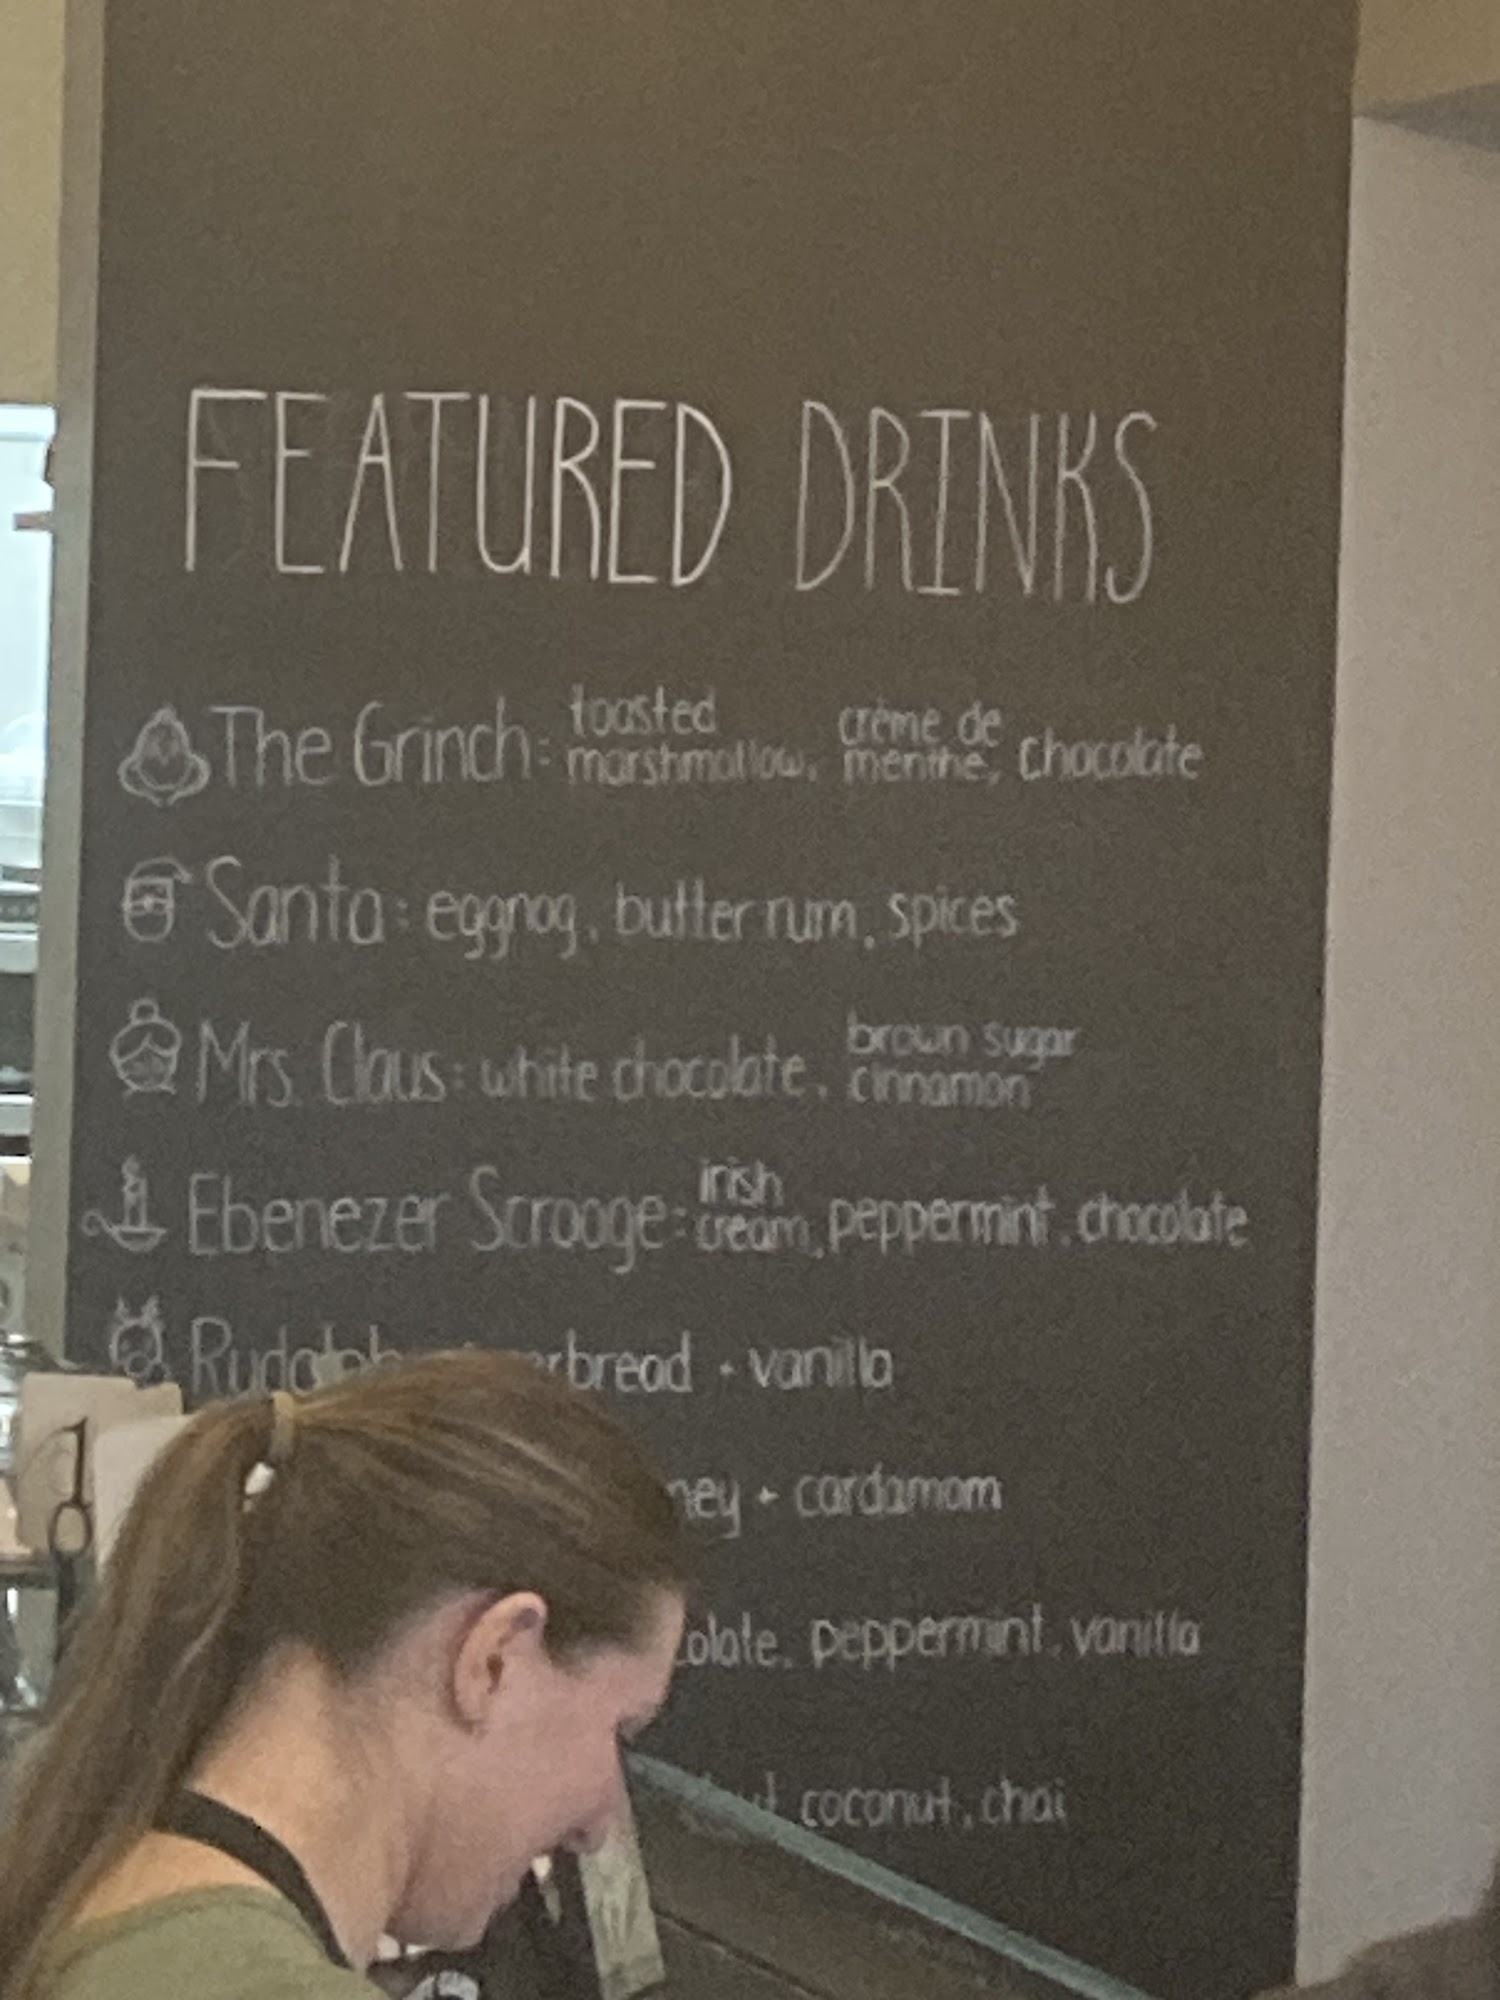 FEATURED DRINKS
The Grinch: toasted marshmallow, crème de menthe, chocolate
Santa: eggnog, butter rum, spices
Mrs. Claus: white chocolate, brown sugar cinnamon
Ebenezer Scrooge: irish cream, peppermint, chocolate
Rudolph + vanilla
+ cardamom
peppermint, vanilla
coconut, chai